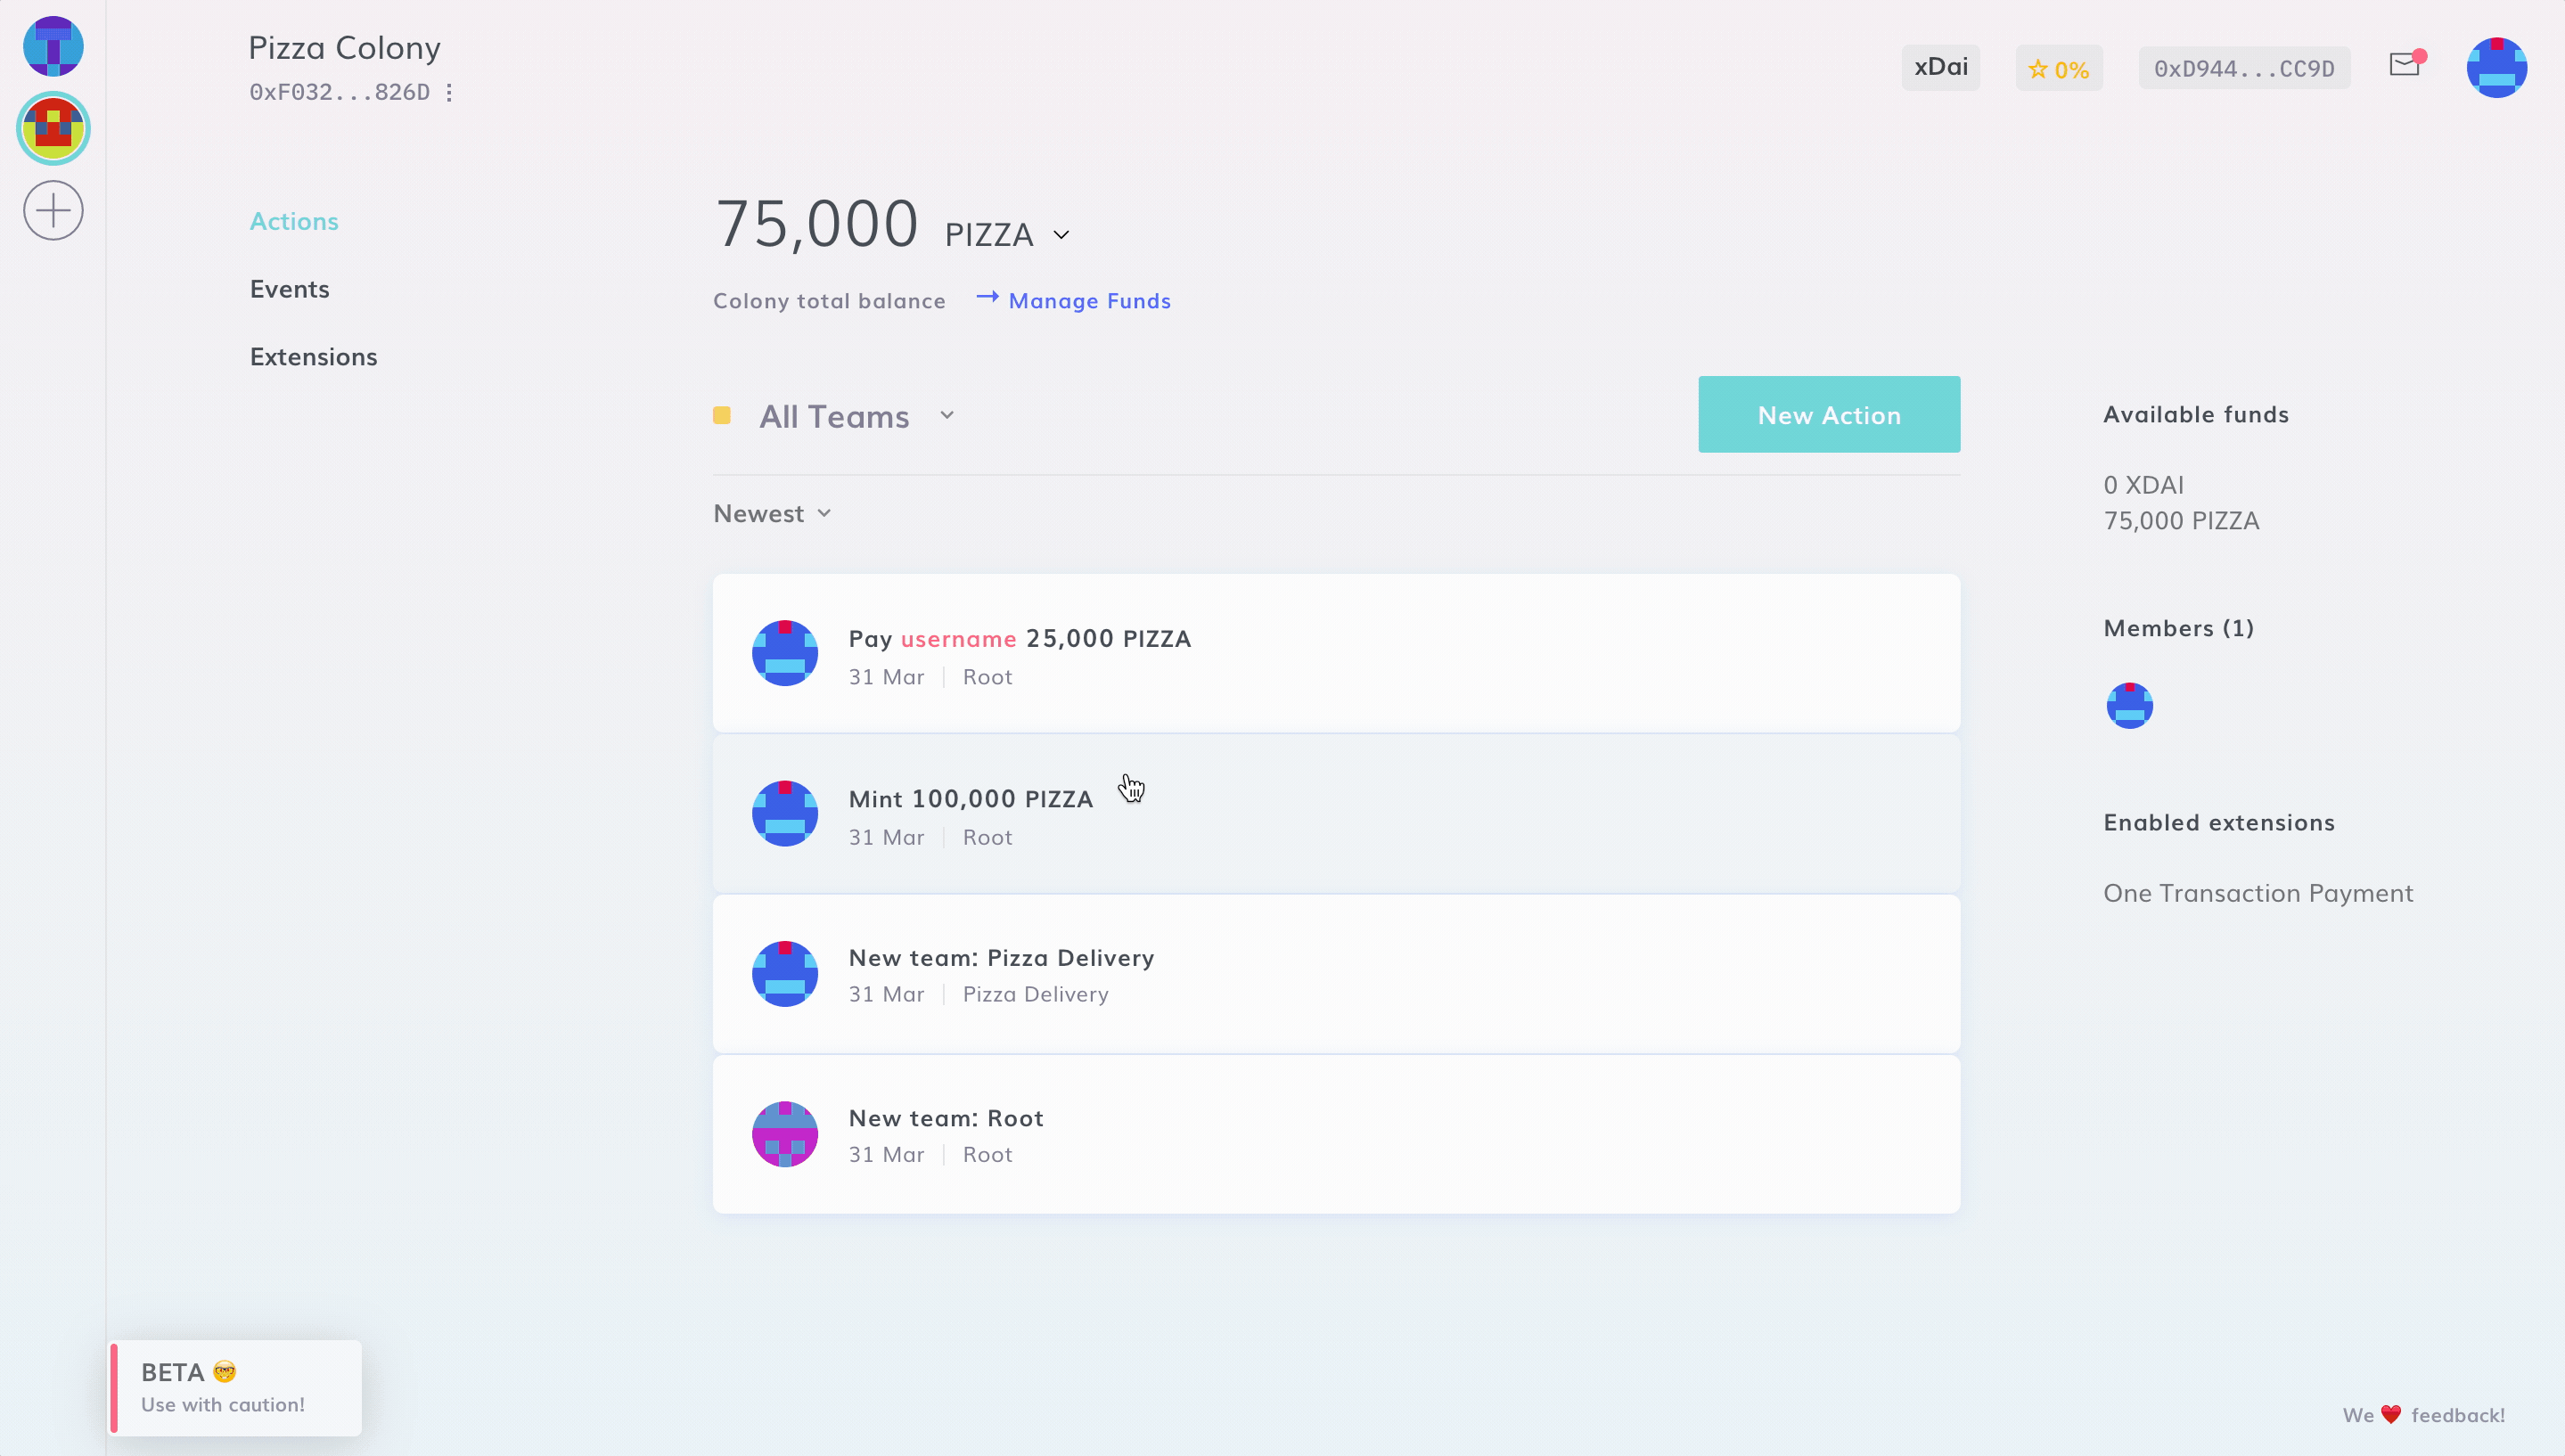 Pizza Colony
0xF032...826D
xDai
0%
0xD944...CC9D
Actions
Events
Extensions
75,000 PIZZA
Colony total balance → Manage Funds
All Teams
New Action
Newest
Pay username 25,000 PIZZA
31 Mar | Root
Mint 100,000 PIZZA
31 Mar | Root
New team: Pizza Delivery
31 Mar | Pizza Delivery
New team: Root
31 Mar | Root
Available funds
0 XDAI
75,000 PIZZA
Members (1)
Enabled extensions
One Transaction Payment
BETA 🤓
Use with caution!
We ❤️ feedback!